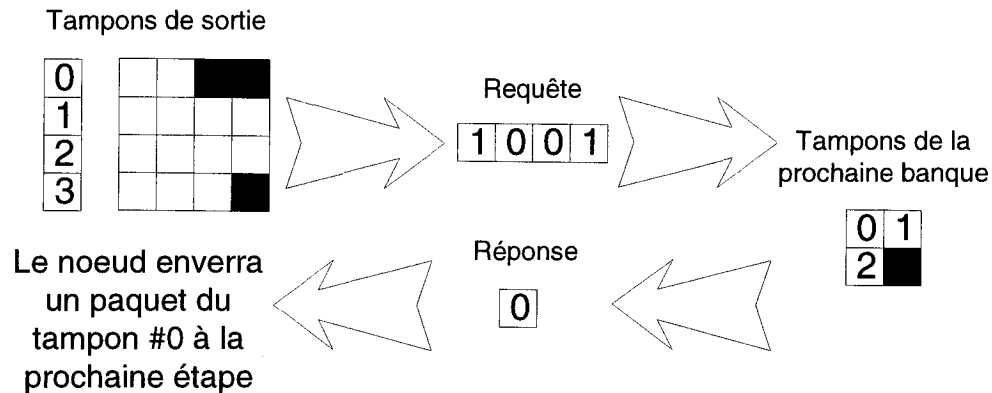 Tampons de sortie
0
1
2
3
Requête
1 0 0 1
Tampons de la
prochaine banque
0 1
2
Réponse
0
Le noeud enverra
un paquet du
tampon #0 à la
prochaine étape